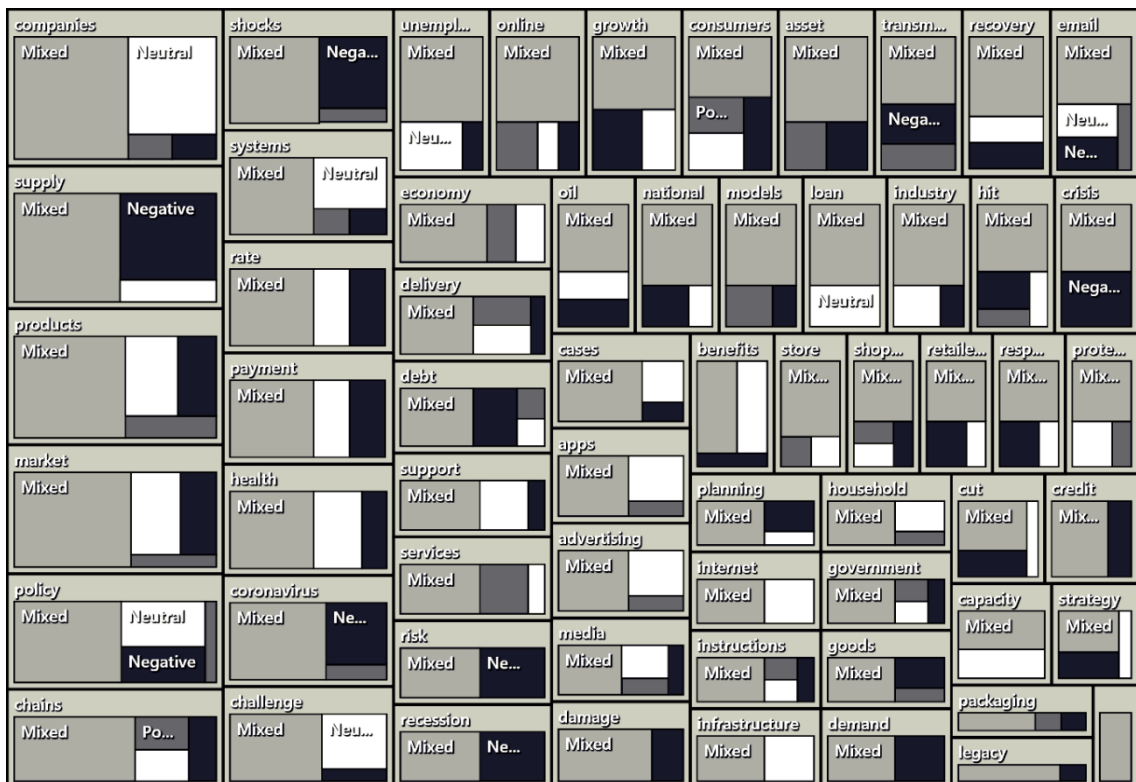 companies
Mixed
Neutral
supply
Mixed
Negative
products
Mixed
market
Mixed
policy
Mixed
Neutral
Negative
chains
Mixed
Po...
shocks
Mixed
Nega...
systems
Mixed
Neutral
rate
Mixed
payment
Mixed
health
Mixed
coronavirus
Mixed
Ne...
challenge
Mixed
Neu...
unempl...
Mixed
Neu...
online
Mixed
growth
Mixed
consumers
Mixed
Po...
asset
Mixed
transm...
Mixed
Nega...
recovery
Mixed
email
Mixed
Neu...
Ne...
economy
Mixed
delivery
Mixed
debt
Mixed
support
Mixed
services
Mixed
risk
Mixed
Ne...
recession
Mixed
Ne...
oil
Mixed
national
Mixed
models
Mixed
loan
Mixed
Neutral
industry
Mixed
hit
Mixed
crisis
Mixed
Nega...
cases
Mixed
apps
Mixed
advertising
Mixed
media
Mixed
damage
Mixed
benefits
store
Mix...
shop...
Mix...
retaile...
Mix...
resp...
Mix...
prote...
Mix...
planning
Mixed
internet
Mixed
instructions
Mixed
infrastructure
Mixed
household
Mixed
government
Mixed
goods
Mixed
demand
Mixed
cut
Mixed
credit
Mix...
capacity
Mixed
strategy
Mixed
packaging
legacy